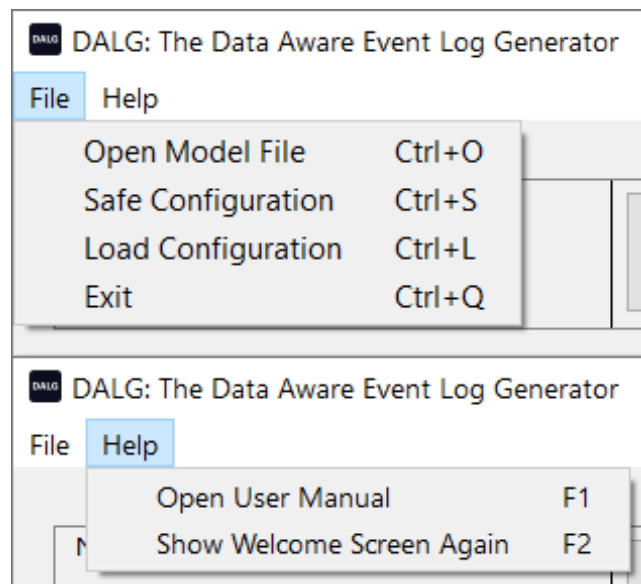 DALG DALG: The Data Aware Event Log Generator
File Help
Open Model File Ctrl+O
Safe Configuration Ctrl+S
Load Configuration Ctrl+L
Exit Ctrl+Q
DALG DALG: The Data Aware Event Log Generator
File Help
Open User Manual F1
Show Welcome Screen Again F2